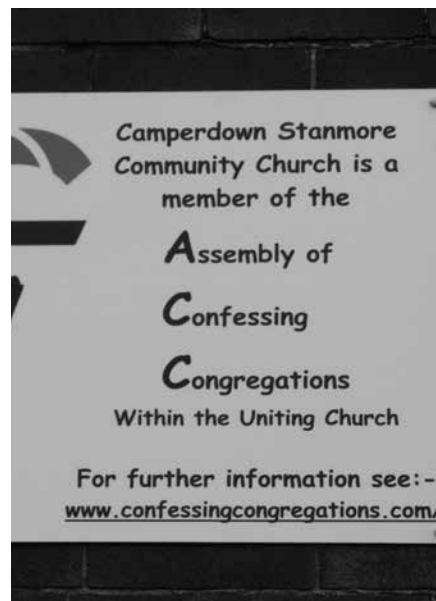 Camperdown Stanmore
Community Church is a
member of the
Assembly of
Confessing
Congregations
Within the Uniting Church
For further information see:-
www.confessingcongregations.com/